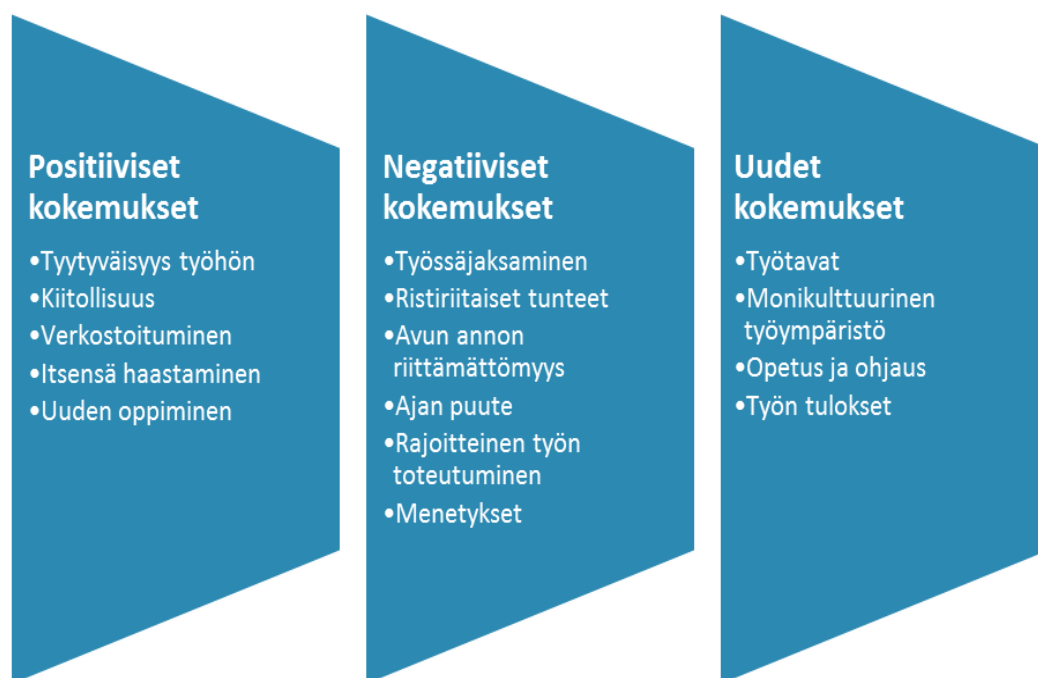 Positiiviset
kokemukset
•Tyytyväisyys työhön
•Kiitollisuus
•Verkostoituminen
•Itsensä haastaminen
•Uuden oppiminen
Negatiiviset
kokemukset
•Työssäjaksaminen
•Ristiriitaiset tunteet
•Avun annon
riittämättömyys
•Ajan puute
•Rajoitteinen työn
toteutuminen
•Menetykset
Uudet
kokemukset
•Työtavat
•Monikulttuurinen
työympäristö
•Opetus ja ohjaus
•Työn tulokset